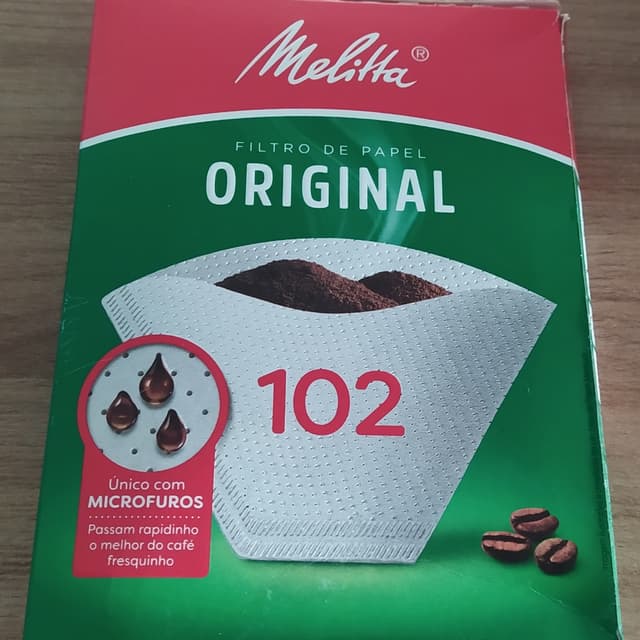 Melitta®
FILTRO DE PAPEL
ORIGINAL
102
Único com
MICROFUROS
Passam rapidinho
o melhor do café
fresquinho